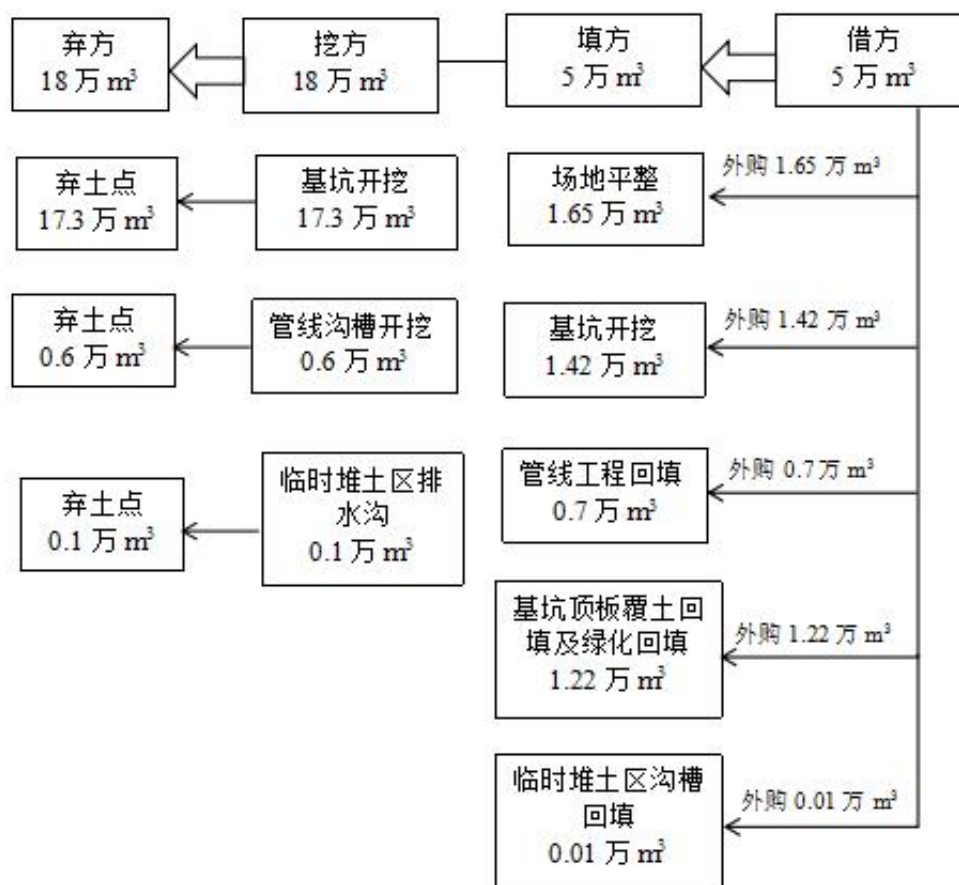 弃方
18 万 m³
挖方
18 万 m³
填方
5 万 m³
借方
5 万 m³
弃土点
17.3 万 m³
基坑开挖
17.3 万 m³
场地平整
1.65 万 m³
外购 1.65 万 m³
弃土点
0.6 万 m³
管线沟槽开挖
0.6 万 m³
基坑开挖
1.42 万 m³
外购 1.42 万 m³
弃土点
0.1 万 m³
临时堆土区排
水沟
0.1 万 m³
管线工程回填
0.7 万 m³
外购 0.7 万 m³
基坑顶板覆土回
填及绿化回填
1.22 万 m³
外购 1.22 万 m³
临时堆土区沟槽
回填
0.01 万 m³
外购 0.01 万 m³